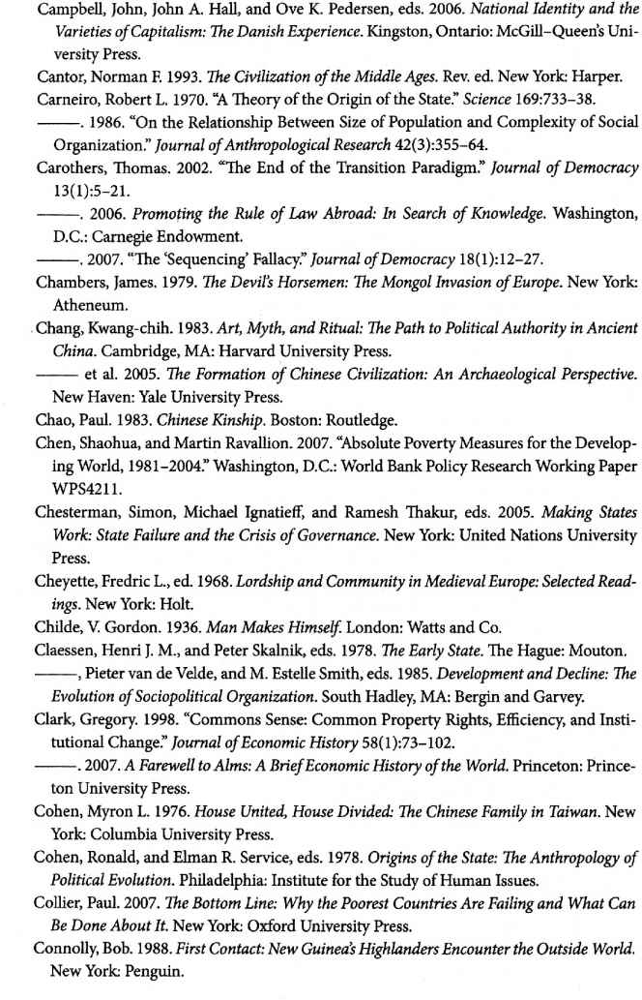 Campbell, John, John A. Hall, and Ove K. Pedersen, eds. 2006. National Identity and the
Varieties of Capitalism: The Danish Experience. Kingston, Ontario: McGill–Queen's Uni-
versity Press.
Cantor, Norman F. 1993. The Civilization of the Middle Ages. Rev. ed. New York: Harper.
Carneiro, Robert L. 1970. “A Theory of the Origin of the State.” Science 169:733–38.
———. 1986. “On the Relationship Between Size of Population and Complexity of Social
Organization.” Journal of Anthropological Research 42(3):355–64.
Carothers, Thomas. 2002. “The End of the Transition Paradigm.” Journal of Democracy
13(1):5–21.
———. 2006. Promoting the Rule of Law Abroad: In Search of Knowledge. Washington,
D.C.: Carnegie Endowment.
———. 2007. “The ‘Sequencing’ Fallacy.” Journal of Democracy 18(1):12–27.
Chambers, James. 1979. The Devil's Horsemen: The Mongol Invasion of Europe. New York:
Atheneum.
Chang, Kwang-chih. 1983. Art, Myth, and Ritual: The Path to Political Authority in Ancient
China. Cambridge, MA: Harvard University Press.
——— et al. 2005. The Formation of Chinese Civilization: An Archaeological Perspective.
New Haven: Yale University Press.
Chao, Paul. 1983. Chinese Kinship. Boston: Routledge.
Chen, Shaohua, and Martin Ravallion. 2007. “Absolute Poverty Measures for the Develop-
ing World, 1981–2004.” Washington, D.C.: World Bank Policy Research Working Paper
WPS4211.
Chesterman, Simon, Michael Ignatieff, and Ramesh Thakur, eds. 2005. Making States
Work: State Failure and the Crisis of Governance. New York: United Nations University
Press.
Cheyette, Fredric L., ed. 1968. Lordship and Community in Medieval Europe: Selected Read-
ings. New York: Holt.
Childe, V. Gordon. 1936. Man Makes Himself. London: Watts and Co.
Claessen, Henri J. M., and Peter Skalnik, eds. 1978. The Early State. The Hague: Mouton.
———, Pieter van de Velde, and M. Estelle Smith, eds. 1985. Development and Decline: The
Evolution of Sociopolitical Organization. South Hadley, MA: Bergin and Garvey.
Clark, Gregory. 1998. “Commons Sense: Common Property Rights, Efficiency, and Insti-
tutional Change.” Journal of Economic History 58(1):73–102.
———. 2007. A Farewell to Alms: A Brief Economic History of the World. Princeton: Prince-
ton University Press.
Cohen, Myron L. 1976. House United, House Divided: The Chinese Family in Taiwan. New
York: Columbia University Press.
Cohen, Ronald, and Elman R. Service, eds. 1978. Origins of the State: The Anthropology of
Political Evolution. Philadelphia: Institute for the Study of Human Issues.
Collier, Paul. 2007. The Bottom Line: Why the Poorest Countries Are Failing and What Can
Be Done About It. New York: Oxford University Press.
Connolly, Bob. 1988. First Contact: New Guinea's Highlanders Encounter the Outside World.
New York: Penguin.